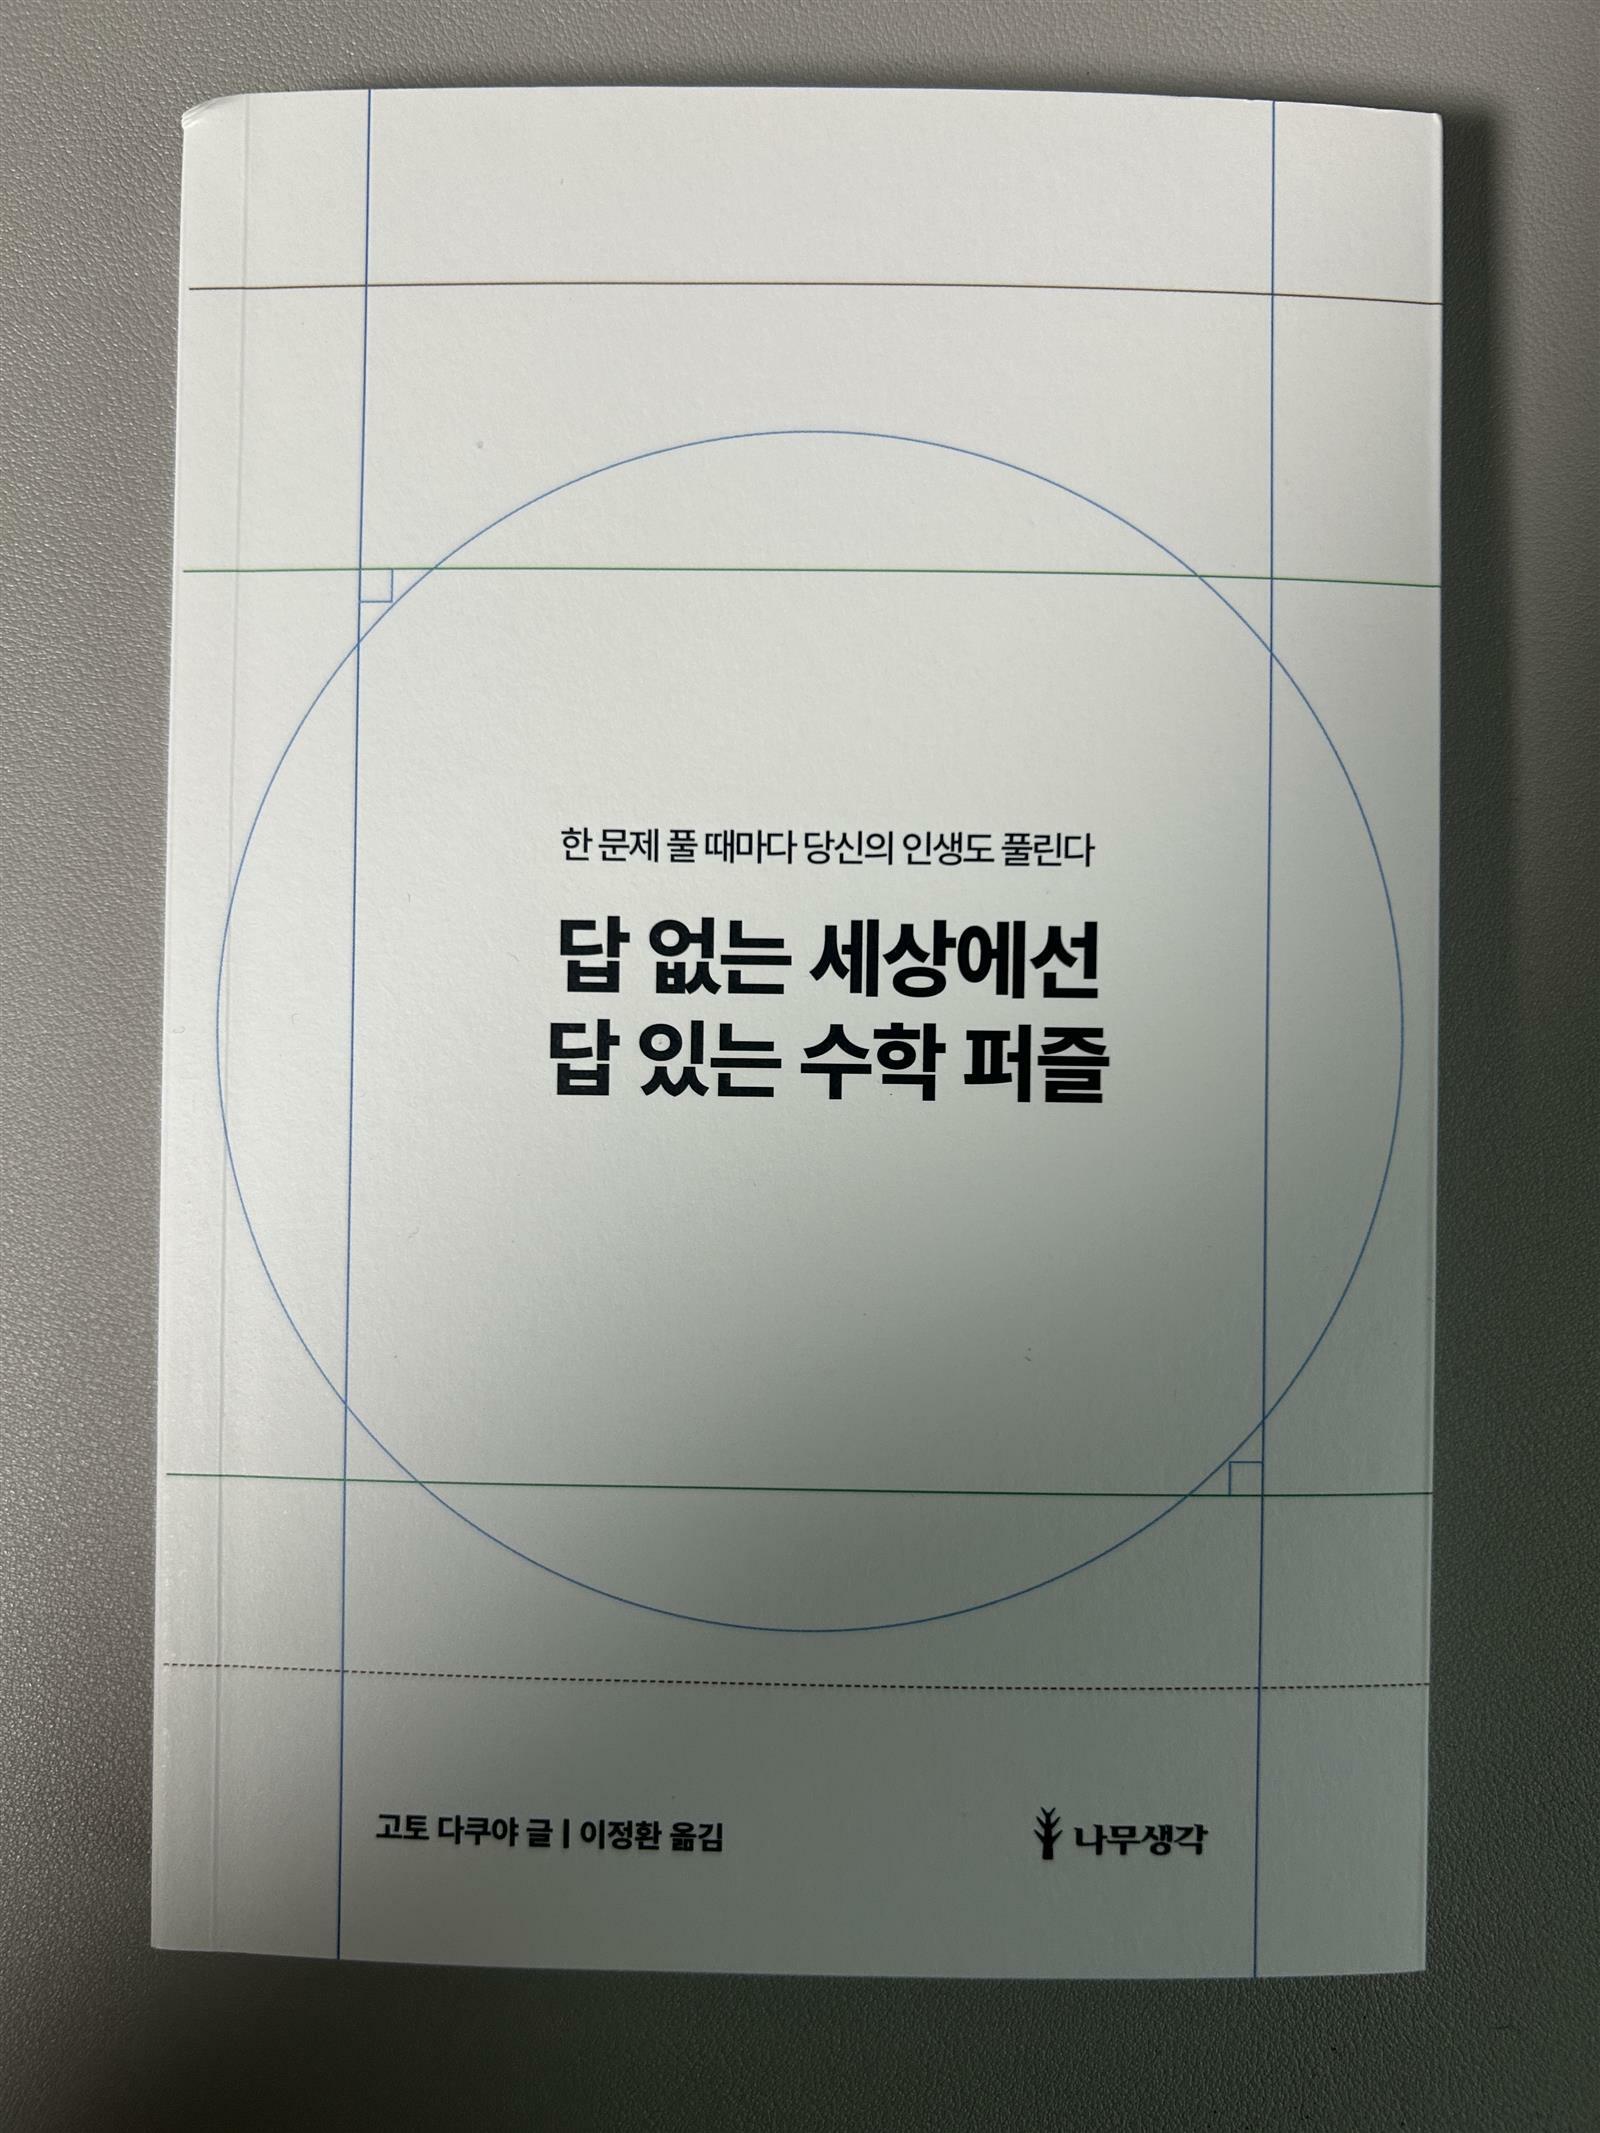 한 문제 풀 때마다 당신의 인생도 풀린다
답 없는 세상에선
답 있는 수학 퍼즐
고토 다쿠야 글 | 이정환 옮김
나무생각